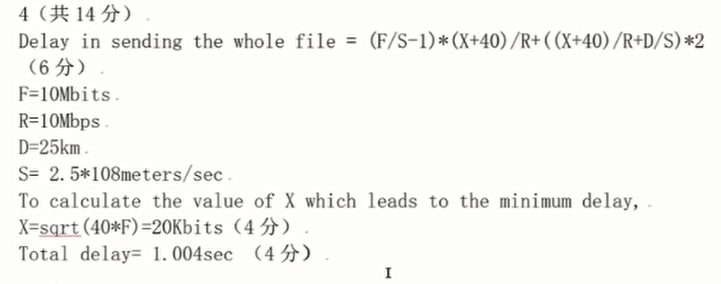 4（共 14 分）
Delay in sending the whole file = (F/S-1)*(X+40)/R+((X+40)/R+D/S)*2
（6 分）
F=10Mbits
R=10Mbps
D=25km
S= 2.5*108meters/sec
To calculate the value of X which leads to the minimum delay,
X=sqrt(40*F)=20Kbits（4 分）
Total delay= 1.004sec （4 分）